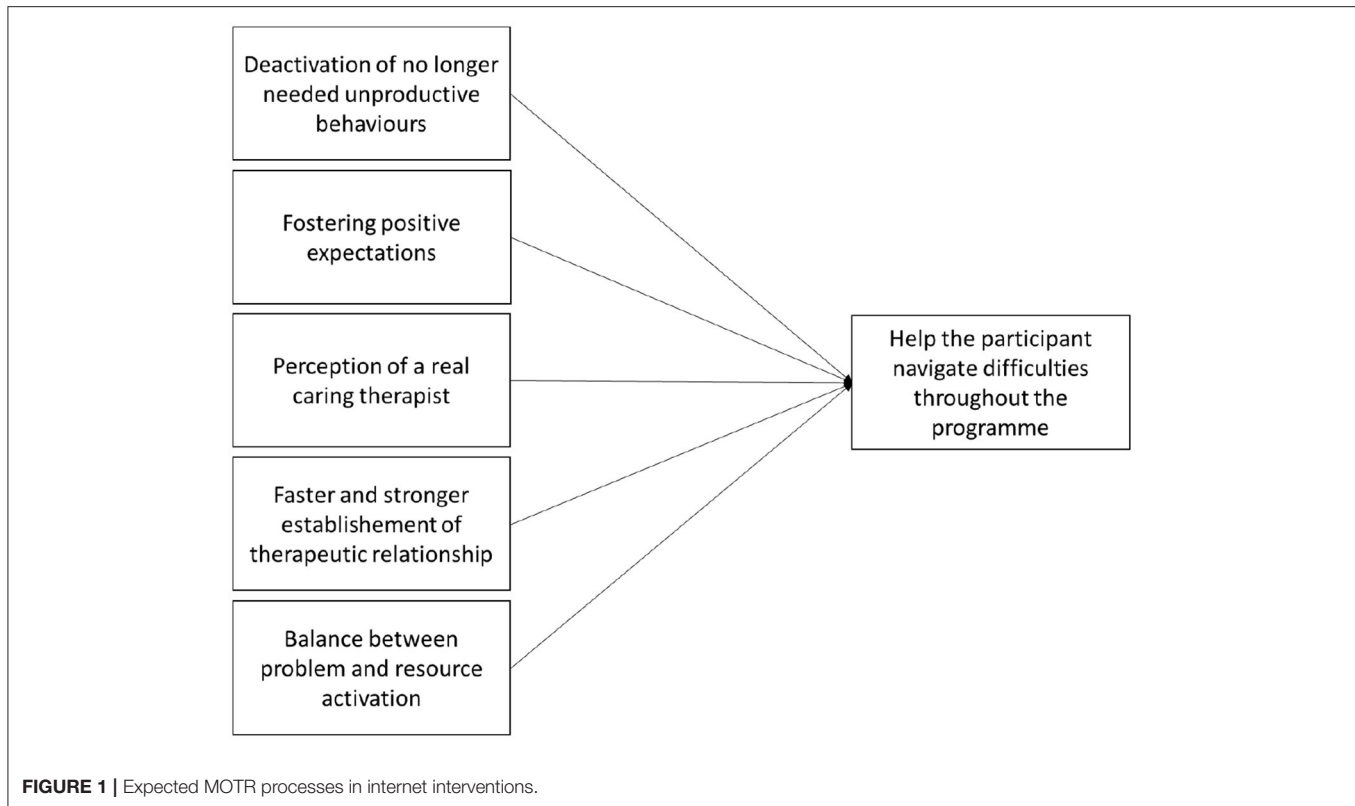 Deactivation of no longer
needed unproductive
behaviours
Fostering positive
expectations
Perception of a real
caring therapist
Faster and stronger
establishement of
therapeutic relationship
Balance between
problem and resource
activation
Help the participant
navigate difficulties
throughout the
programme
FIGURE 1 | Expected MOTR processes in internet interventions.